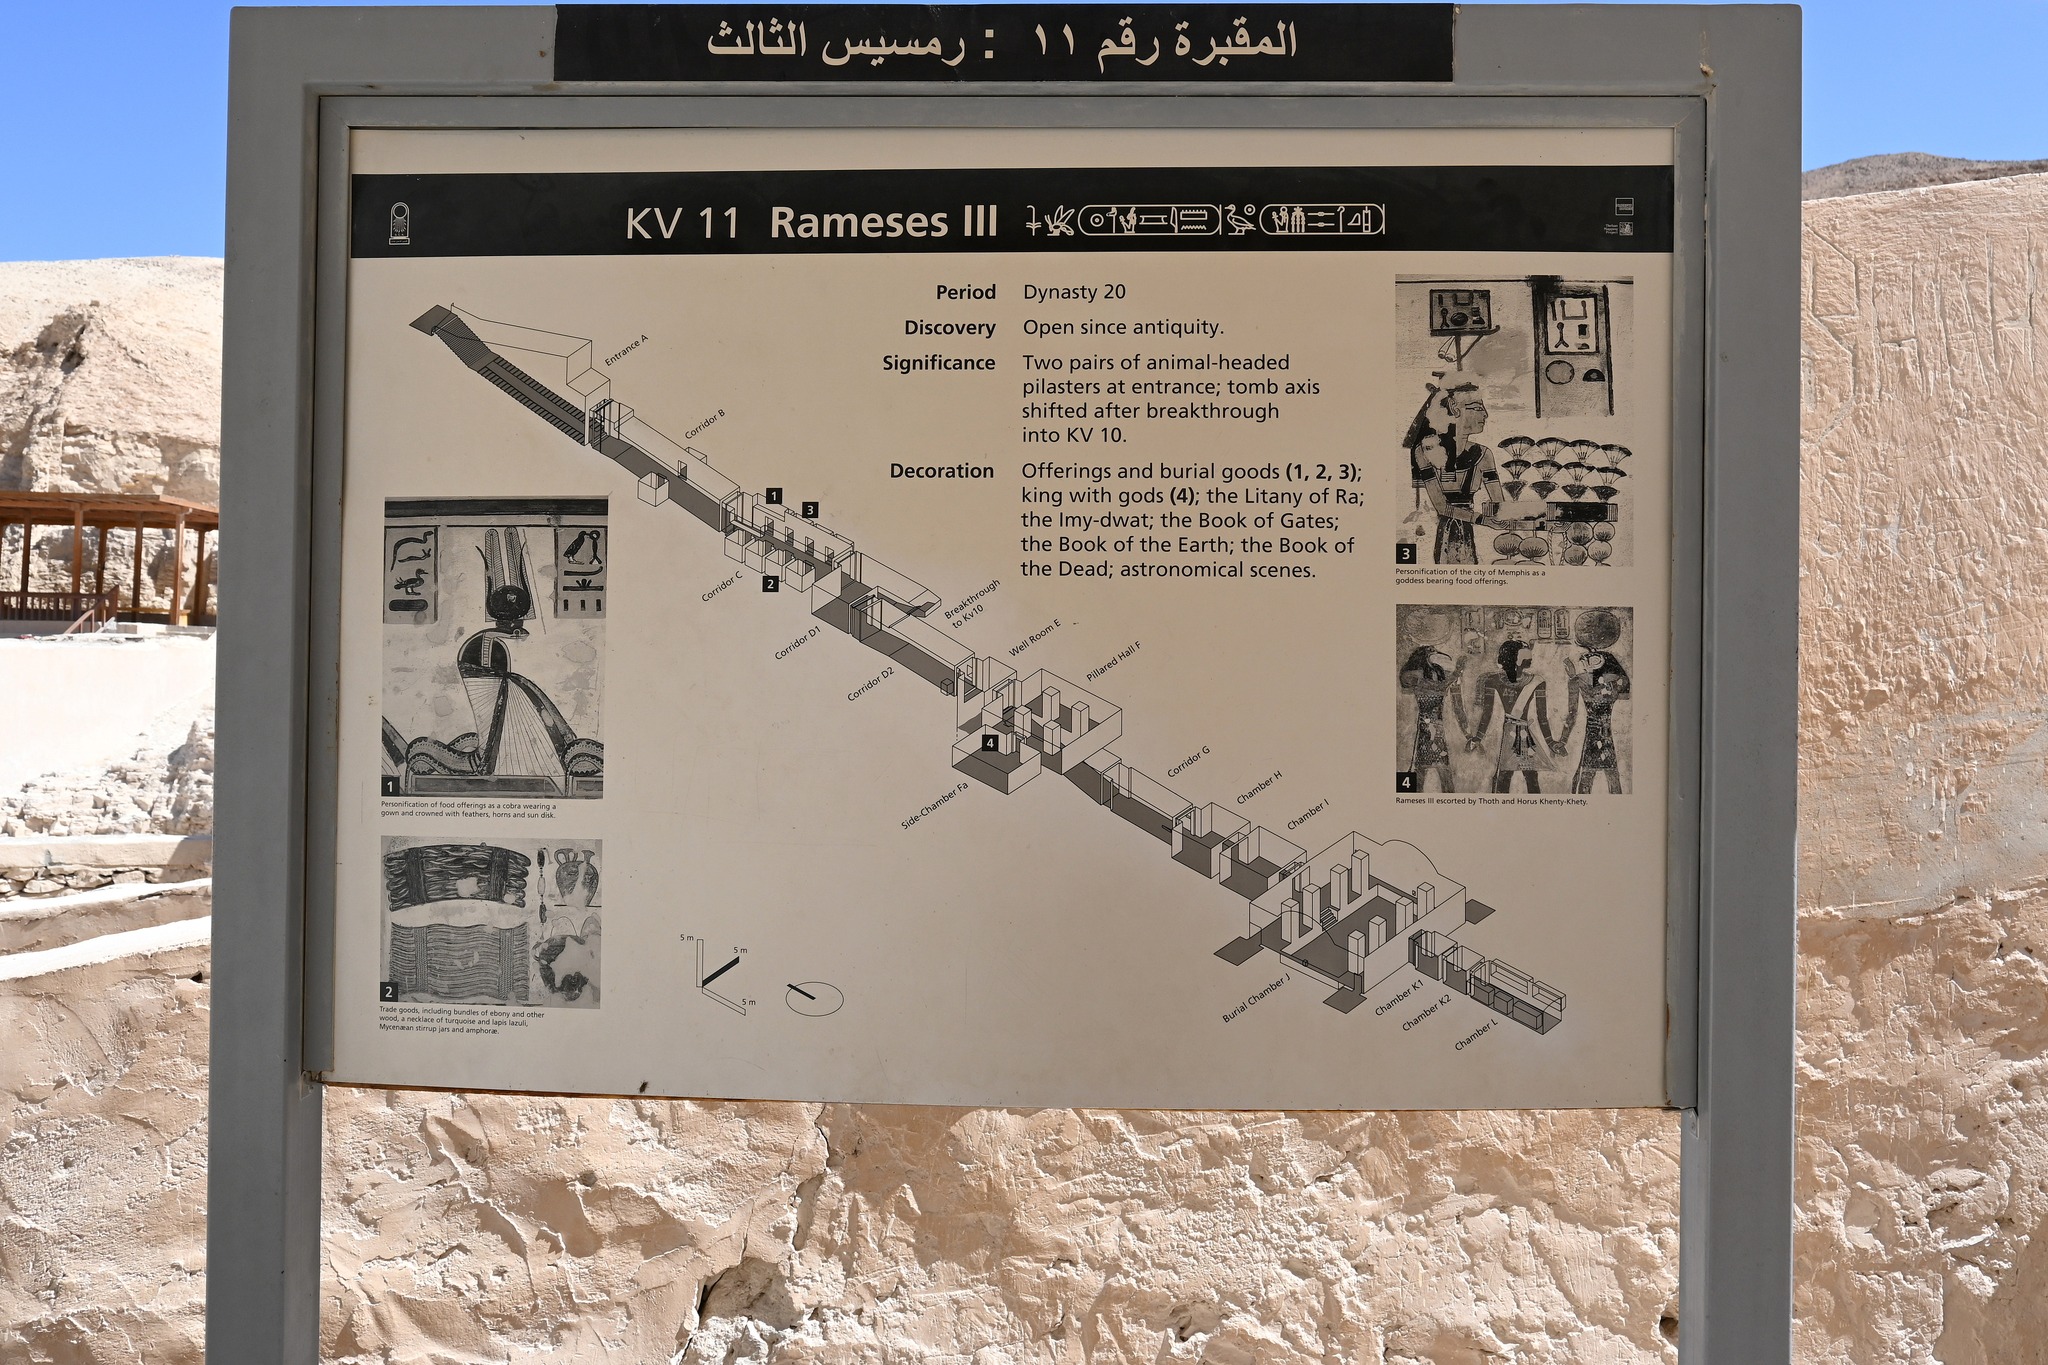 المقبرة رقم ١١ : رمسيس الثالث
KV 11 Rameses III
Period Dynasty 20
Discovery Open since antiquity.
Significance Two pairs of animal-headed
pilasters at entrance; tomb axis
shifted after breakthrough
into KV 10.
Decoration Offerings and burial goods (1, 2, 3);
king with gods (4); the Litany of Ra;
the Imy-dwat; the Book of Gates;
the Book of the Earth; the Book of
the Dead; astronomical scenes.
Entrance A
Corridor B
1
3
2
Corridor C
Corridor D1
Breakthrough
to Kv10
Corridor D2
Well Room E
Pillared Hall F
4
Side-Chamber Fa
Corridor G
Chamber H
Chamber I
Burial Chamber J
Chamber K1
Chamber K2
Chamber L
1
Personification of food offerings as a cobra wearing a
gown and crowned with feathers, horns and sun disk.
2
Trade goods, including bundles of ebony and other
wood, a necklace of turquoise and lapis lazuli,
Mycenæan stirrup jars and amphoræ.
5 m
5 m
5 m
3
Personification of the city of Memphis as a
goddess bearing food offerings.
4
Rameses III escorted by Thoth and Horus Khenty-Khety.